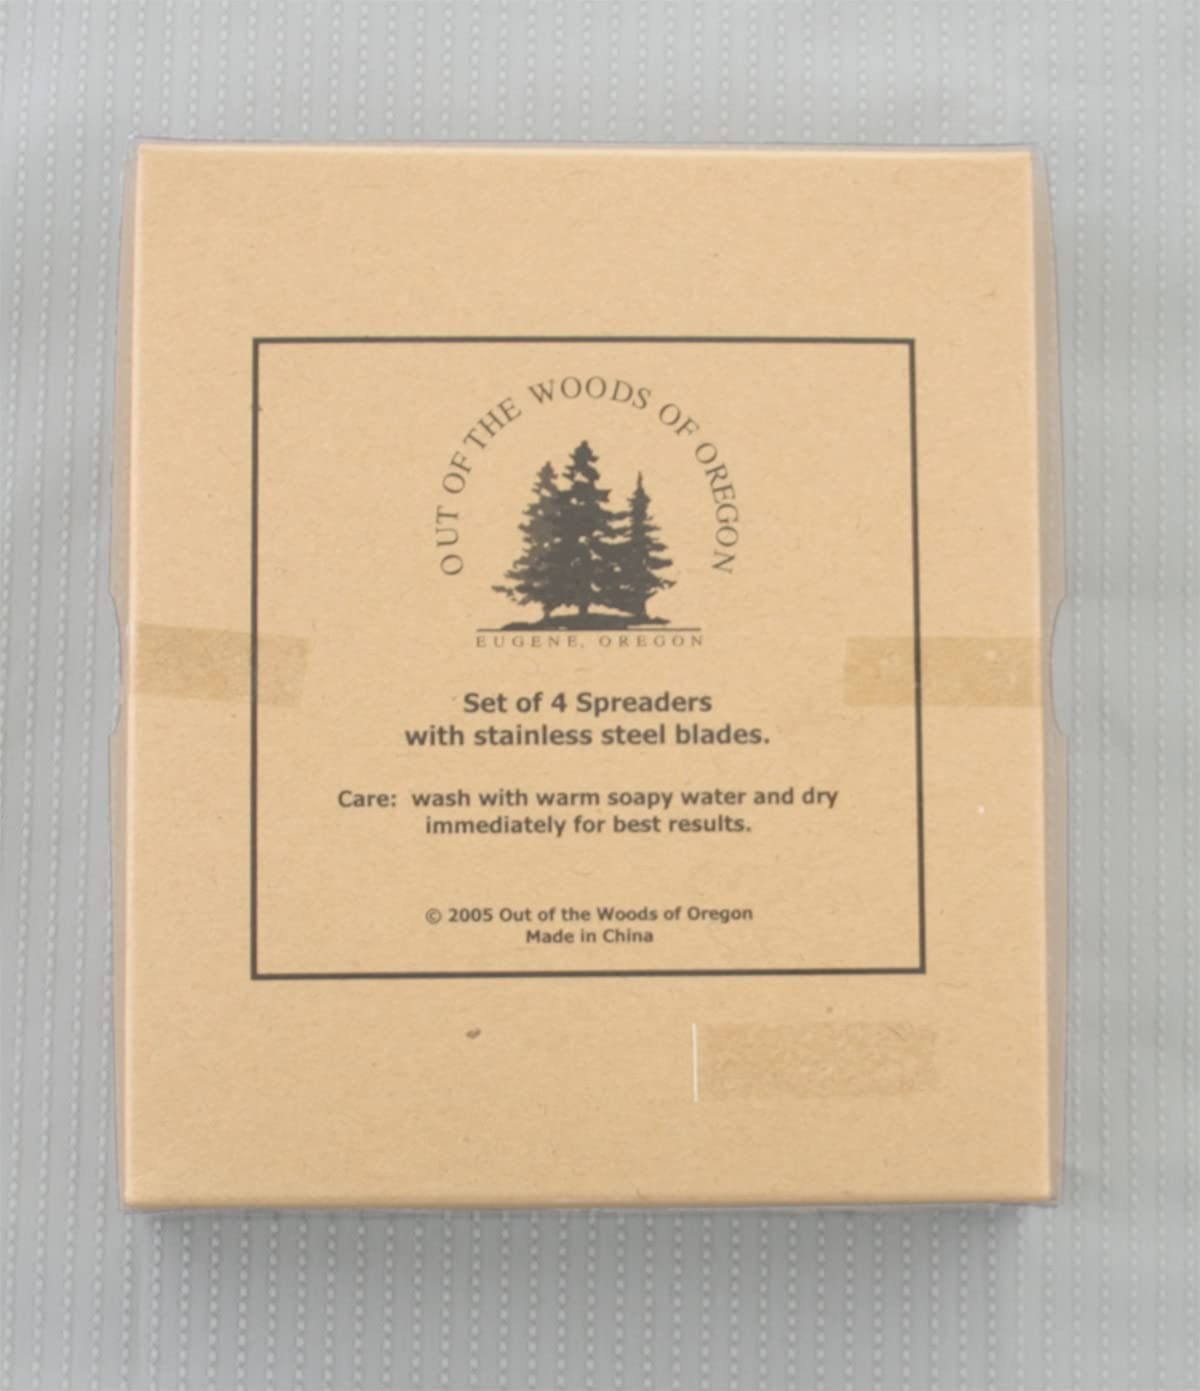 OUT OF THE WOODS OF OREGON
EUGENE, OREGON
Set of 4 Spreaders
with stainless steel blades.
Care: wash with warm soapy water and dry
immediately for best results.
© 2005 Out of the Woods of Oregon
Made in China